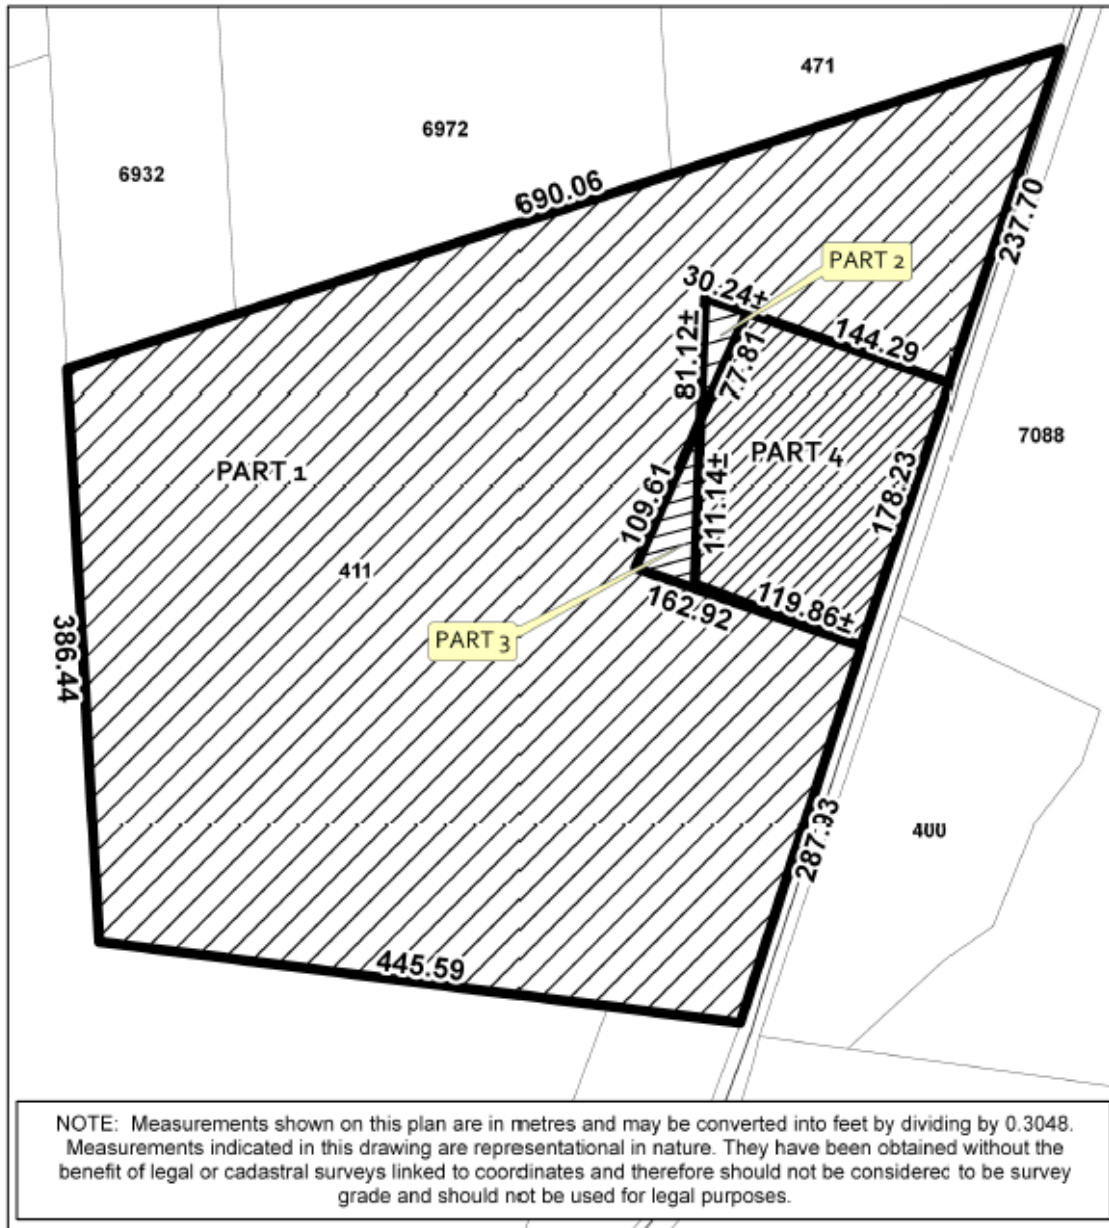 471
6972
6932
690.06
237.70
PART 2
30.24±
144.29
81.12±
77.81
7088
PART 4
PART 1
178.23
109.61
111.14±
411
119.86±
162.92
PART 3
386.44
287.93
400
445.59
NOTE: Measurements shown on this plan are in metres and may be converted into feet by dividing by 0.3048.
Measurements indicated in this drawing are representational in nature. They have been obtained without the
benefit of legal or cadastral surveys linked to coordinates and therefore should not be considered to be survey
grade and should not be used for legal purposes.